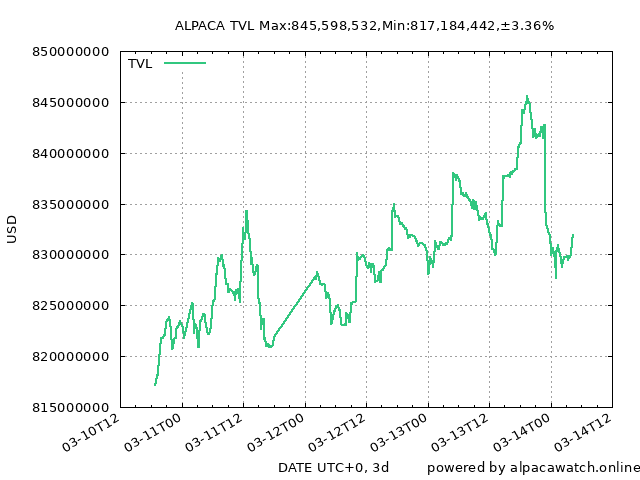 ALPACA TVL Max:845,598,532,Min:817,184,442,±3.36%
850000000
TVL
845000000
840000000
835000000
USD
830000000
825000000
820000000
815000000
03-10T12
03-11T00
03-11T12
03-12T00
03-12T12
03-13T00
03-13T12
03-14T00
03-14T12
DATE UTC+0, 3d
powered by alpacawatch.online